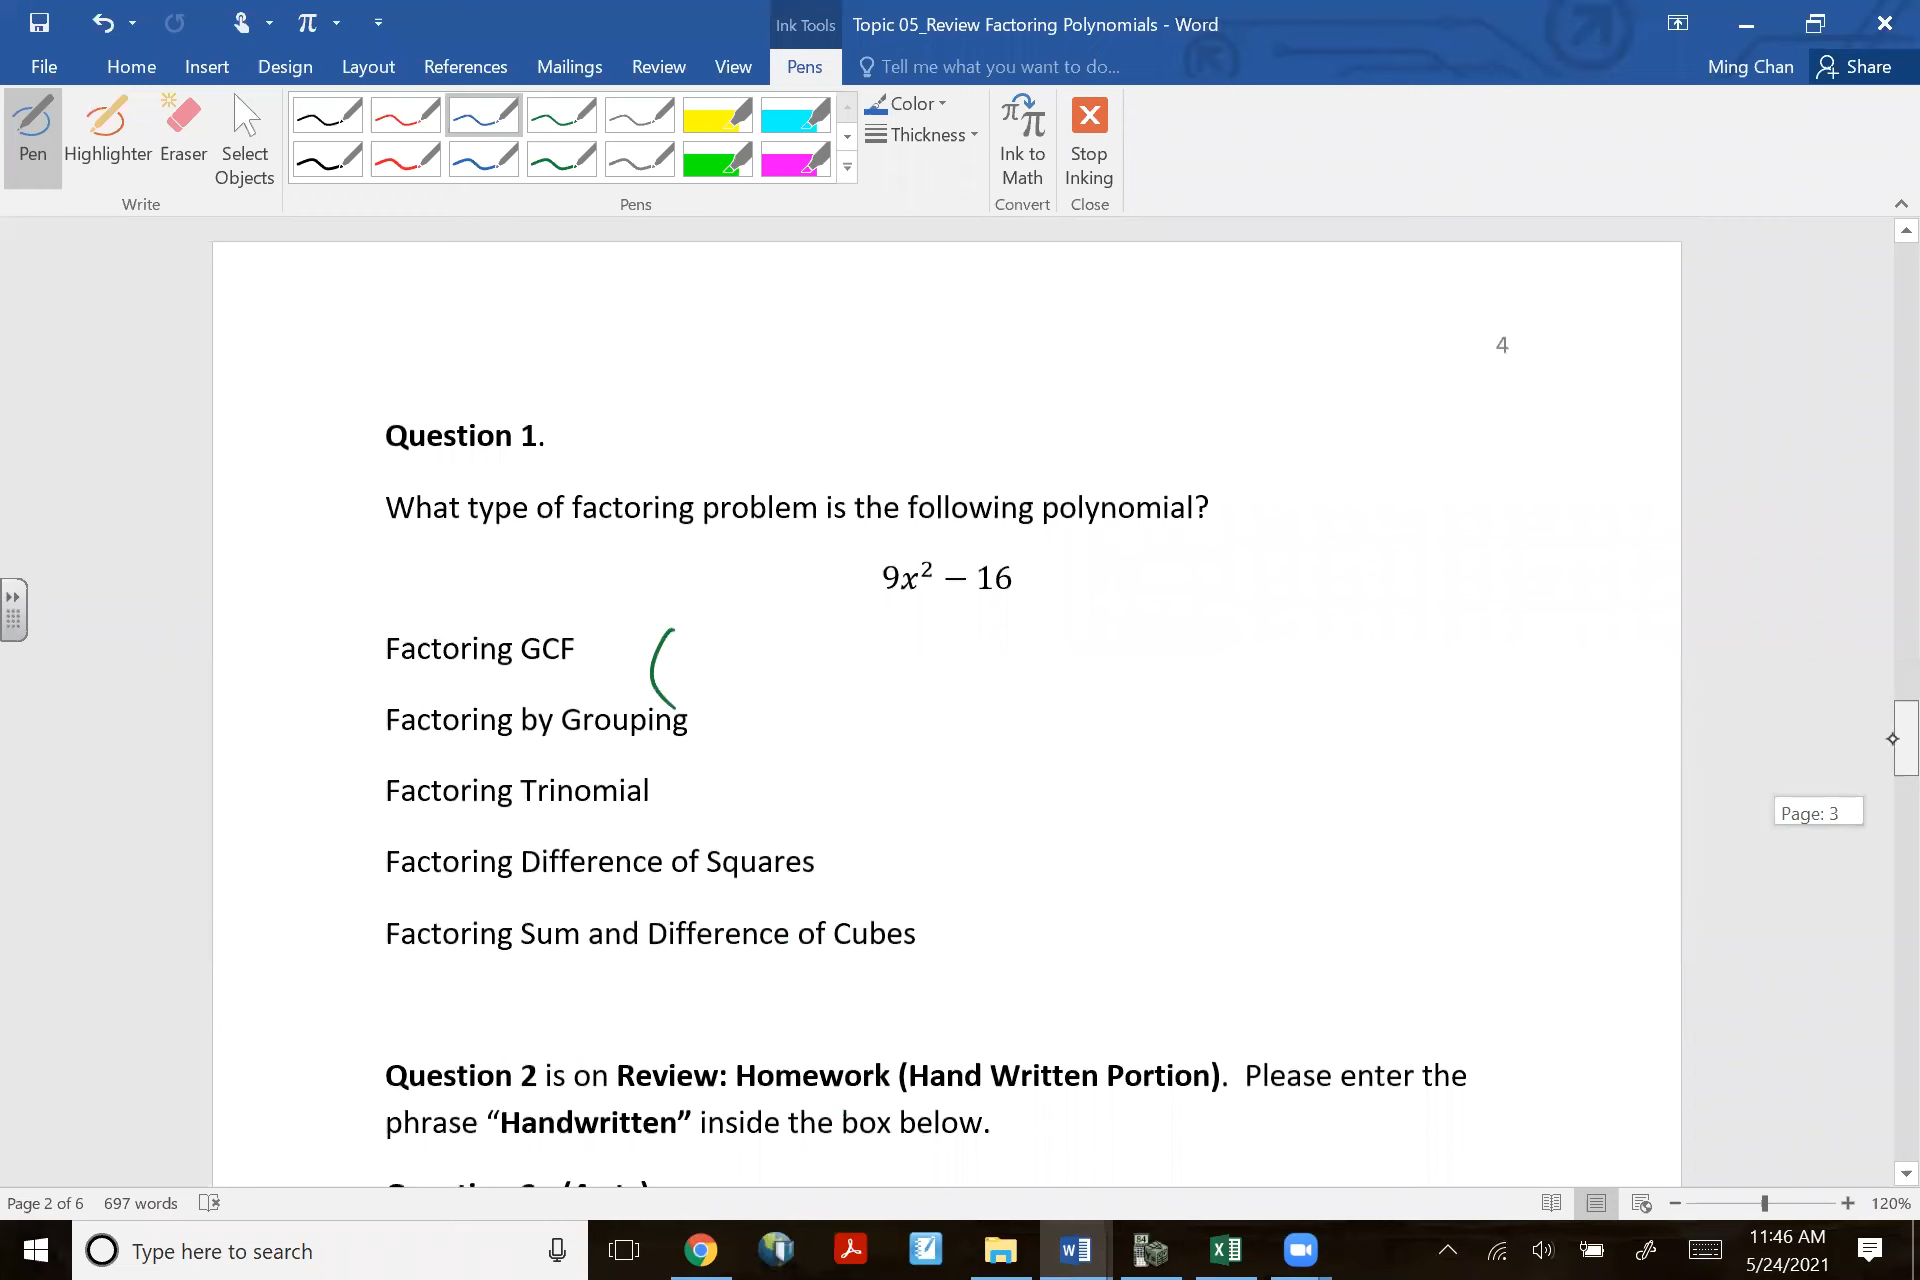 Ink Tools
Topic 05_Review Factoring Polynomials - Word
File Home Insert Design Layout References Mailings Review View Pens Tell me what you want to do... Ming Chan Share
Pen Highlighter Eraser Select Objects
Color
Thickness
Ink to Math
Stop Inking
Write Pens Convert Close
4
Question 1.
What type of factoring problem is the following polynomial?
9x² − 16
Factoring GCF
(
Factoring by Grouping
Factoring Trinomial
Page: 3
Factoring Difference of Squares
Factoring Sum and Difference of Cubes
Question 2 is on Review: Homework (Hand Written Portion). Please enter the
phrase “Handwritten” inside the box below.
Page 2 of 6 697 words 120%
Type here to search
11:46 AM
5/24/2021